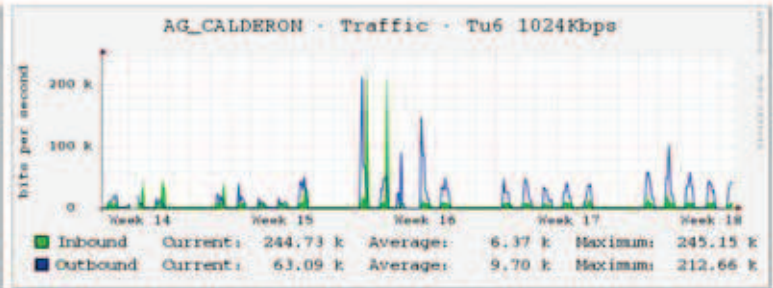 AG_CALDERON - Traffic - Tu6 1024Kbps
bits per second
200 k
100 k
0
Week 14 Week 15 Week 16 Week 17 Week 18
Inbound Current: 244.73 k Average: 6.37 k Maximum: 245.15 k
Outbound Current: 63.09 k Average: 9.70 k Maximum: 212.66 k